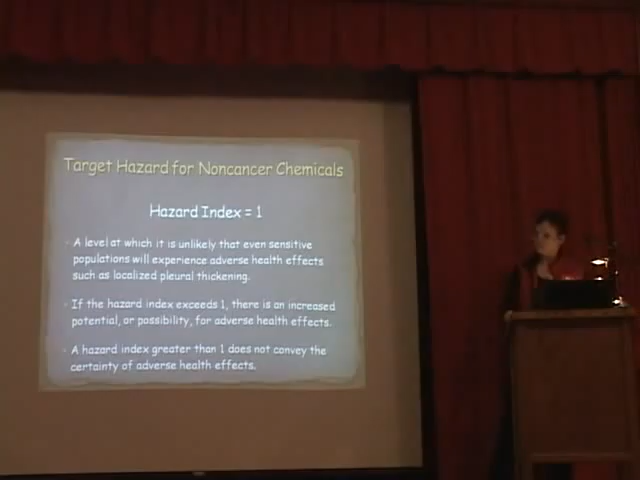 Target Hazard for Noncancer Chemicals
Hazard Index = 1
· A level at which it is unlikely that even sensitive
populations will experience adverse health effects
such as localized pleural thickening.
· If the hazard index exceeds 1, there is an increased
potential, or possibility, for adverse health effects.
· A hazard index greater than 1 does not convey the
certainty of adverse health effects.